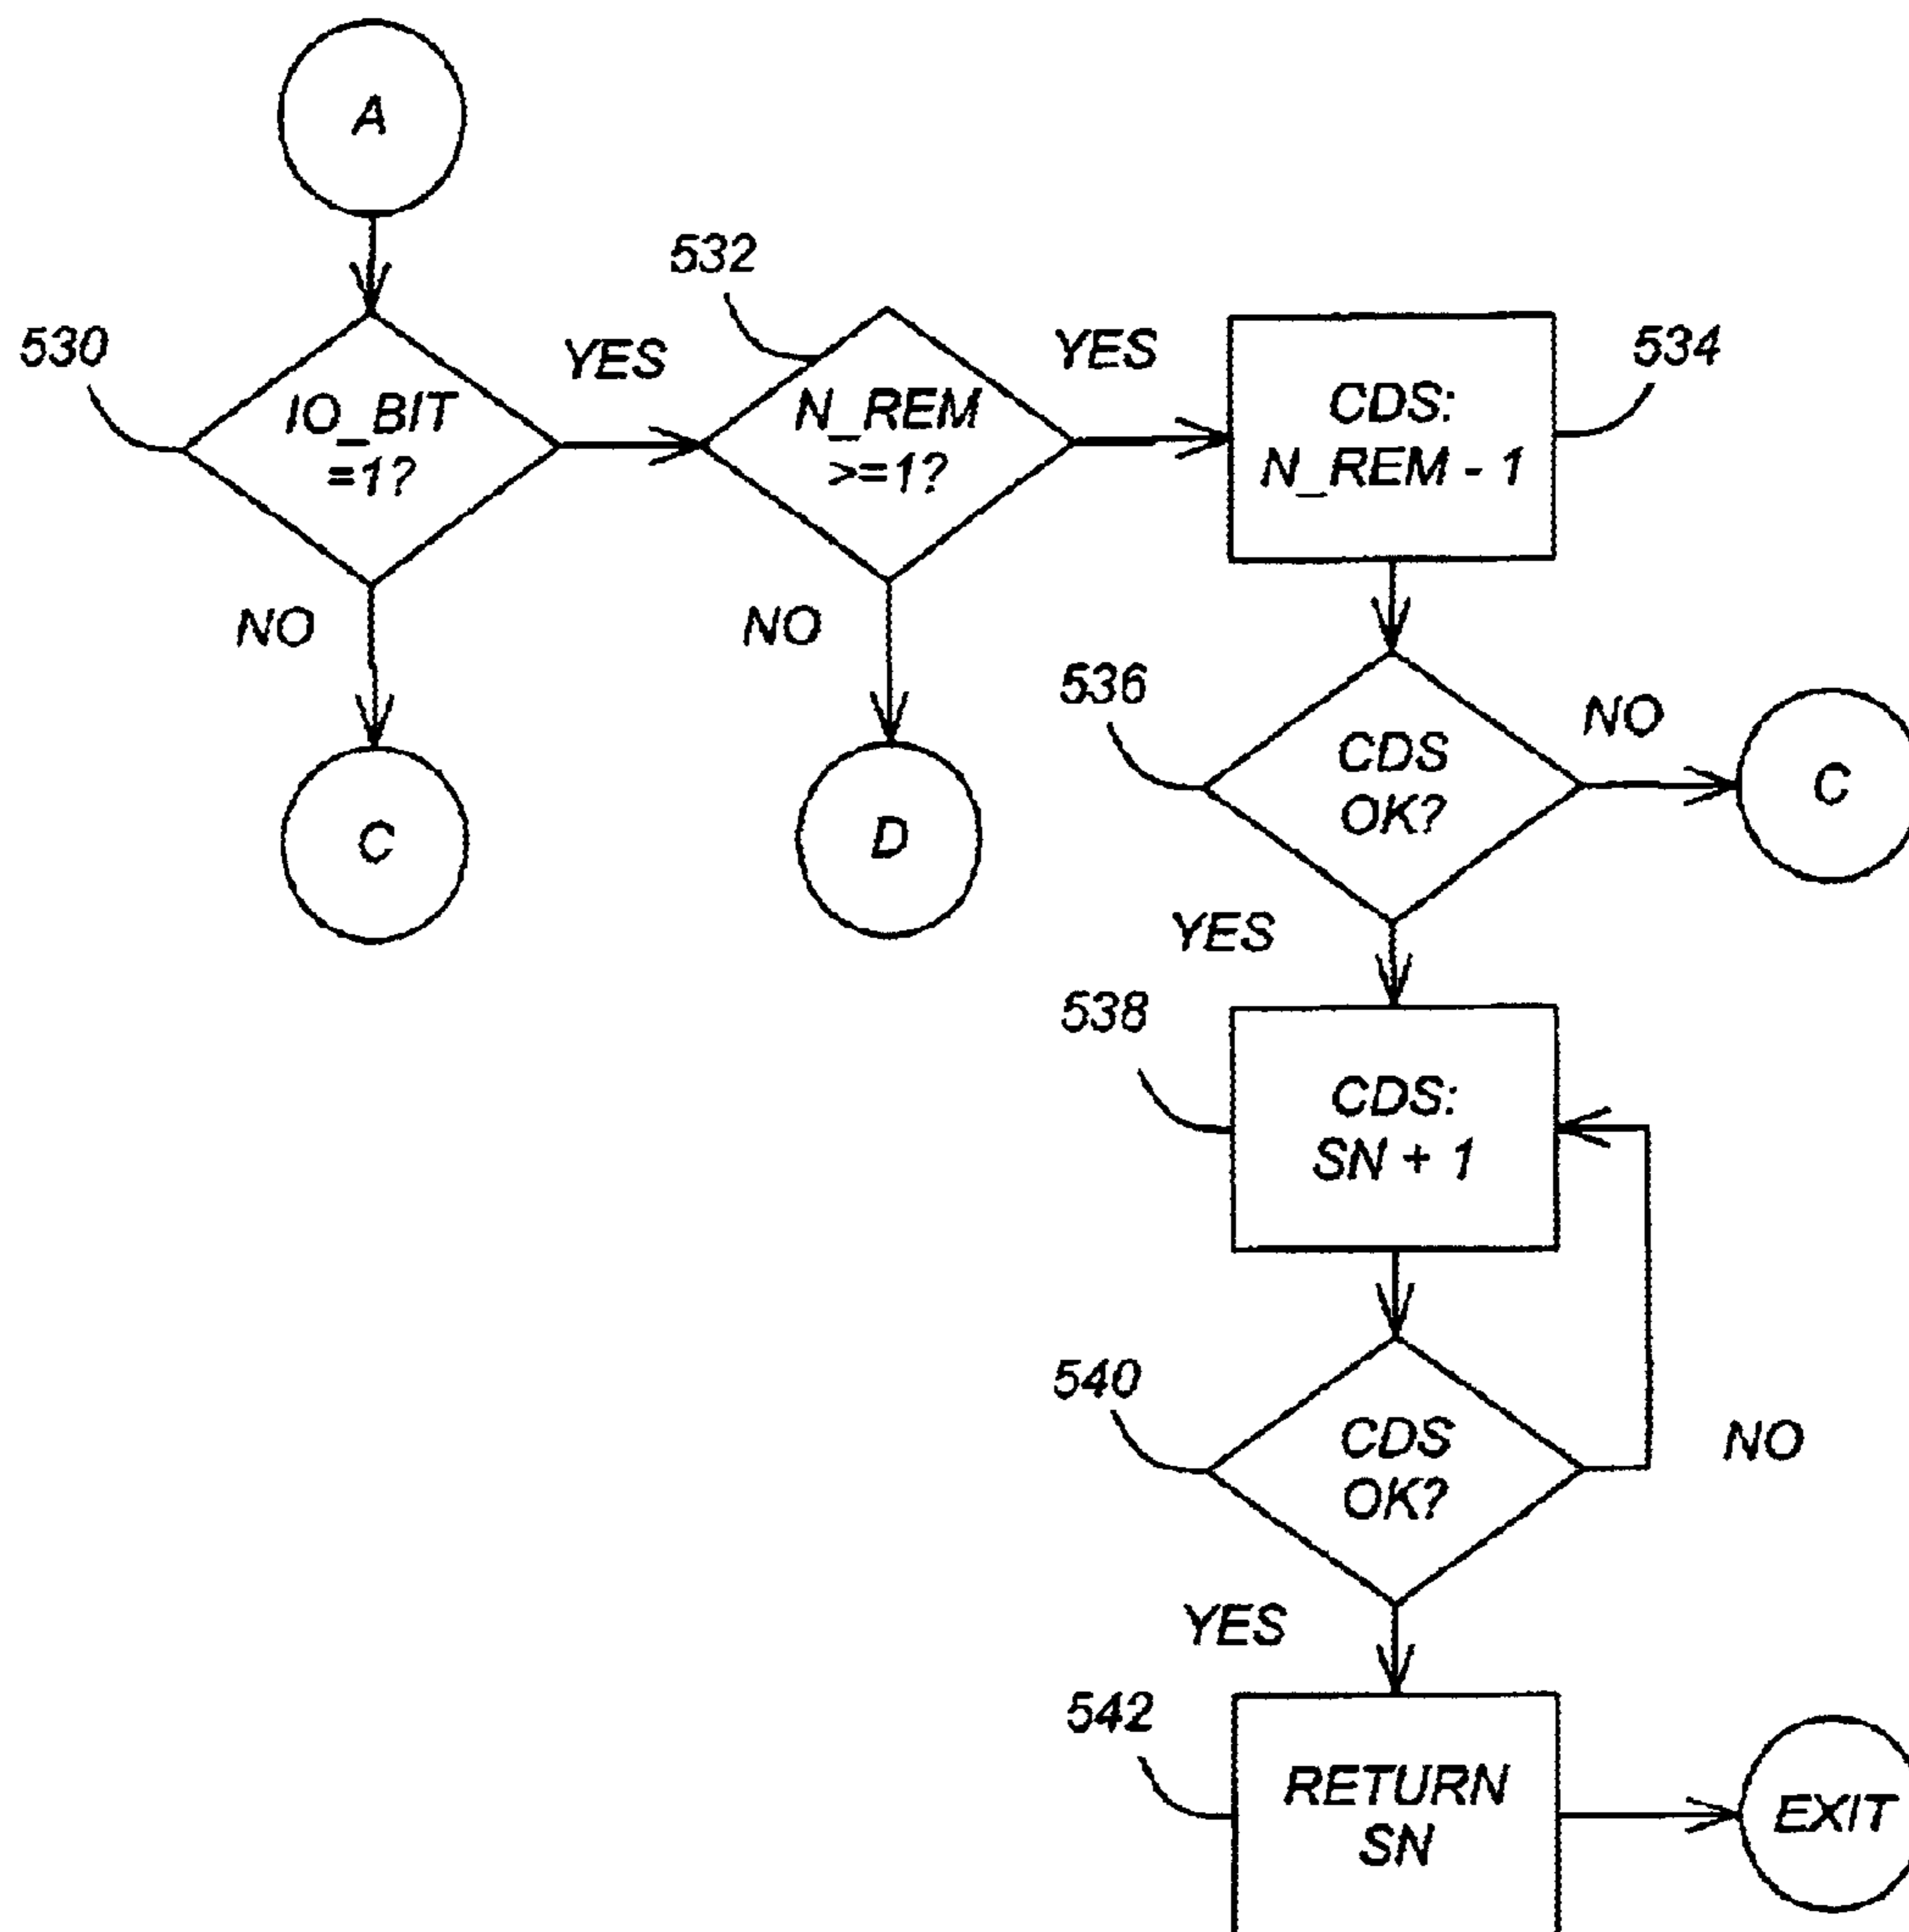 A
532
530
YES
YES
534
IO_BIT
=1?
N_REM
>=1?
CDS:
N_REM - 1
NO
NO
536
NO
C
D
CDS
OK?
C
YES
538
CDS:
SN + 1
540
CDS
OK?
NO
YES
542
RETURN
SN
EXIT